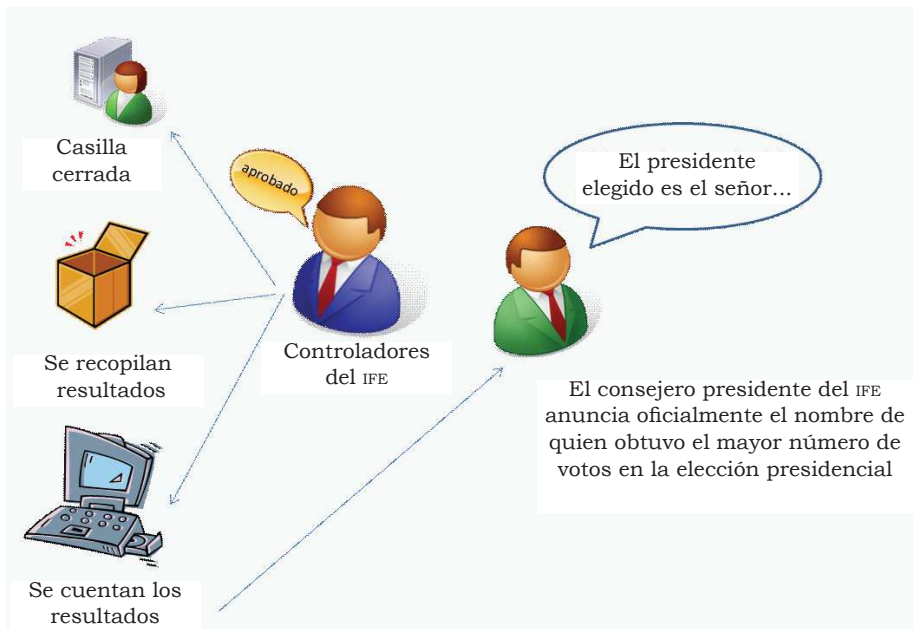 Casilla
cerrada
aprobado
El presidente
elegido es el señor...
Se recopilan
resultados
Controladores
del IFE
El consejero presidente del IFE
anuncia oficialmente el nombre de
quien obtuvo el mayor número de
votos en la elección presidencial
Se cuentan los
resultados